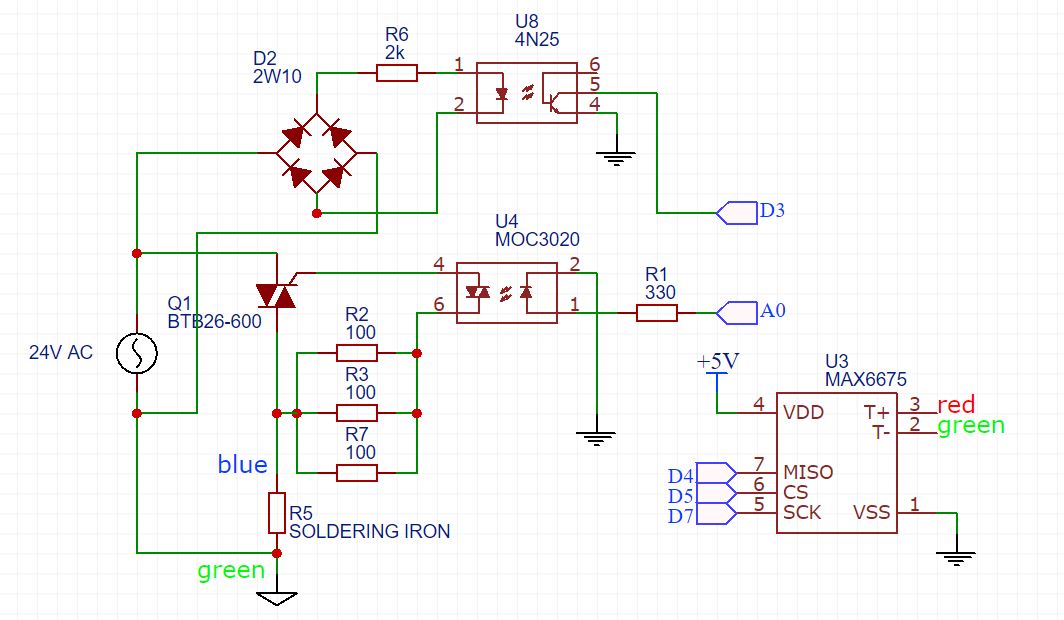 U8
4N25
R6
2k
D2
2W10
1
2
6
5
4
D3
U4
MOC3020
4
6
2
1
R1
330
A0
Q1
BTB26-600
24V AC
R2
100
R3
100
R7
100
blue
R5
SOLDERING IRON
green
+5V
U3
MAX6675
4 VDD
T+ 3 red
T- 2 green
D4 7 MISO
D5 6 CS
D7 5 SCK
VSS 1